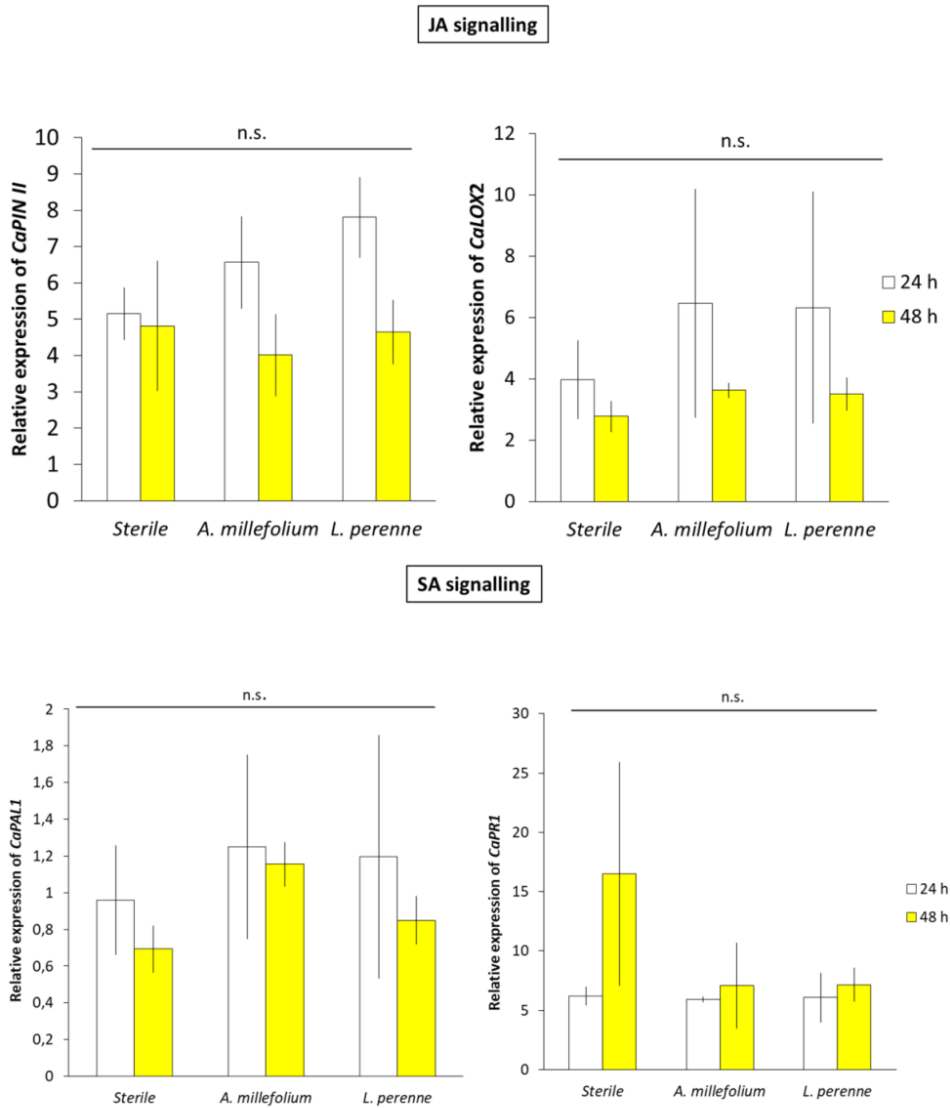 JA signalling
n.s.
Relative expression of CaPIN II
10
9
8
7
6
5
4
3
2
1
0
Sterile A. millefolium L. perenne
n.s.
Relative expression of CaLOX2
12
10
8
6
4
2
0
Sterile A. millefolium L. perenne
24 h
48 h
SA signalling
n.s.
Relative expression of CaPAL1
2
1,8
1,6
1,4
1,2
1
0,8
0,6
0,4
0,2
0
Sterile A. millefolium L. perenne
n.s.
Relative expression of CaPR1
30
25
20
15
10
5
0
Sterile A. millefolium L. perenne
24 h
48 h